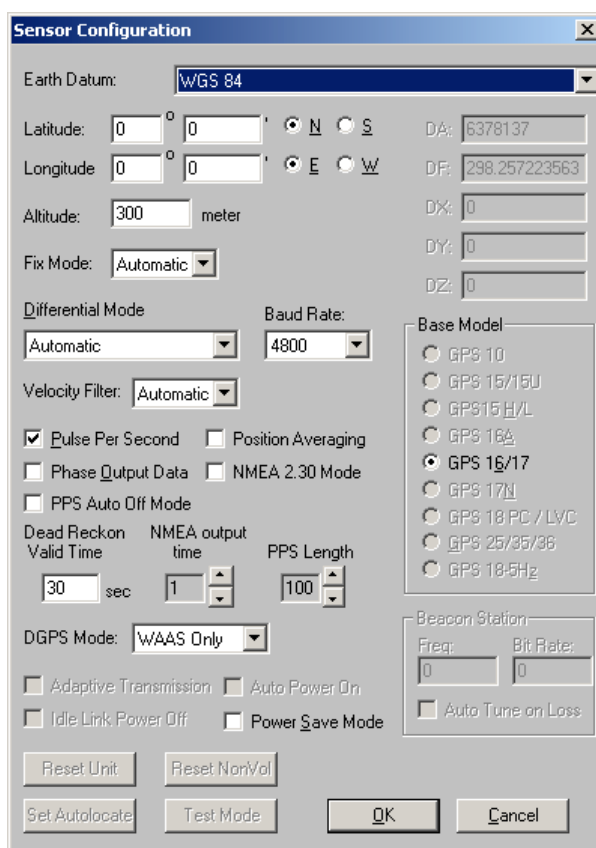 Sensor Configuration
Earth Datum: WGS 84
Latitude: 0 ° 0 ' N S
Longitude 0 ° 0 ' E W
Altitude: 300 meter
Fix Mode: Automatic
DA: 6378137
DF: 298.257223563
DX: 0
DY: 0
DZ: 0
Differential Mode
Automatic
Baud Rate:
4800
Velocity Filter: Automatic
Pulse Per Second Position Averaging
Phase Output Data NMEA 2.30 Mode
PPS Auto Off Mode
Dead Reckon Valid Time
30 sec
NMEA output time
1
PPS Length
100
DGPS Mode: WAAS Only
Base Model
GPS 10
GPS 15/15U
GPS15 H/L
GPS 16A
GPS 16/17
GPS 17N
GPS 18 PC / LVC
GPS 25/35/36
GPS 18-5Hz
Beacon Station
Freq: Bit Rate:
0 0
Auto Tune on Loss
Adaptive Transmission Auto Power On
Idle Link Power Off Power Save Mode
Reset Unit Reset NonVol
Set Autolocate Test Mode OK Cancel